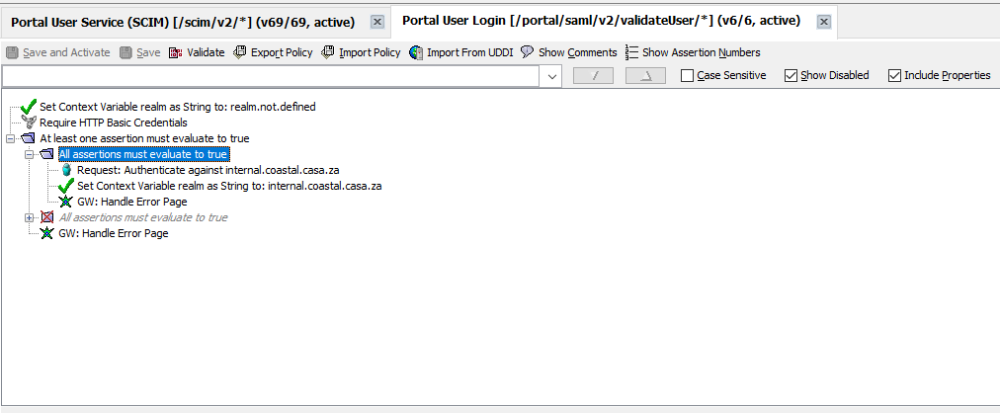 Portal User Service (SCIM) [/scim/v2/*] (v69/69, active) Portal User Login [/portal/saml/v2/validateUser/*] (v6/6, active)
Save and Activate Save Validate Export Policy Import Policy Import From UDDI Show Comments Show Assertion Numbers
Case Sensitive Show Disabled Include Properties
Set Context Variable realm as String to: realm.not.defined
Require HTTP Basic Credentials
At least one assertion must evaluate to true
All assertions must evaluate to true
Request: Authenticate against internal.coastal.casa.za
Set Context Variable realm as String to: internal.coastal.casa.za
GW: Handle Error Page
All assertions must evaluate to true
GW: Handle Error Page